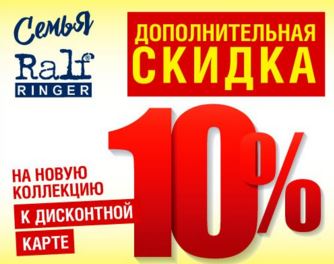 Семья
Ralf
RINGER
ДОПОЛНИТЕЛЬНАЯ
СКИДКА
10%
НА НОВУЮ
КОЛЛЕКЦИЮ
К ДИСКОНТНОЙ
КАРТЕ